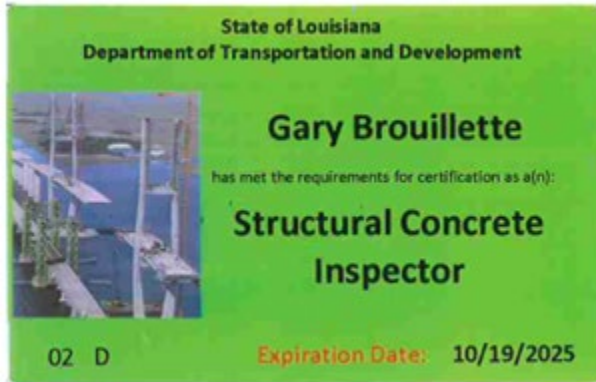 State of Louisiana
Department of Transportation and Development
Gary Brouillette
has met the requirements for certification as a(n):
Structural Concrete
Inspector
02 D
Expiration Date: 10/19/2025